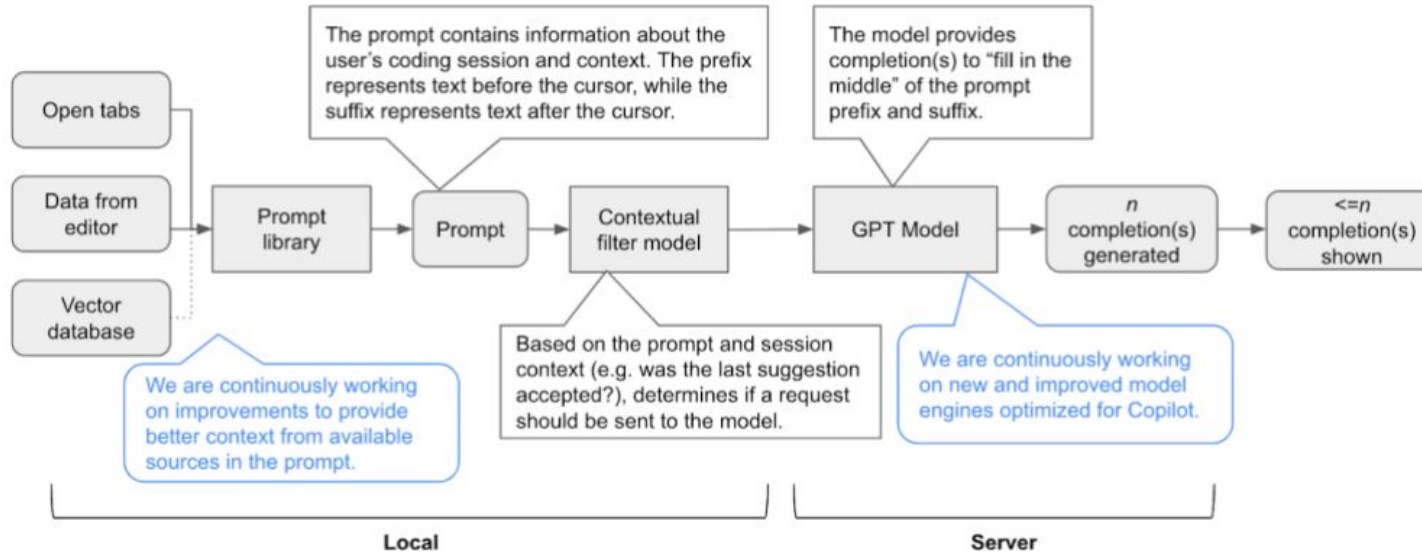 The prompt contains information about the
user's coding session and context. The prefix
represents text before the cursor, while the
suffix represents text after the cursor.
The model provides
completion(s) to “fill in the
middle” of the prompt
prefix and suffix.
Open tabs
Data from
editor
Vector
database
Prompt
library
Prompt
Contextual
filter model
GPT Model
n
completion(s)
generated
<=n
completion(s)
shown
We are continuously working
on improvements to provide
better context from available
sources in the prompt.
Based on the prompt and session
context (e.g. was the last suggestion
accepted?), determines if a request
should be sent to the model.
We are continuously working
on new and improved model
engines optimized for Copilot.
Local
Server